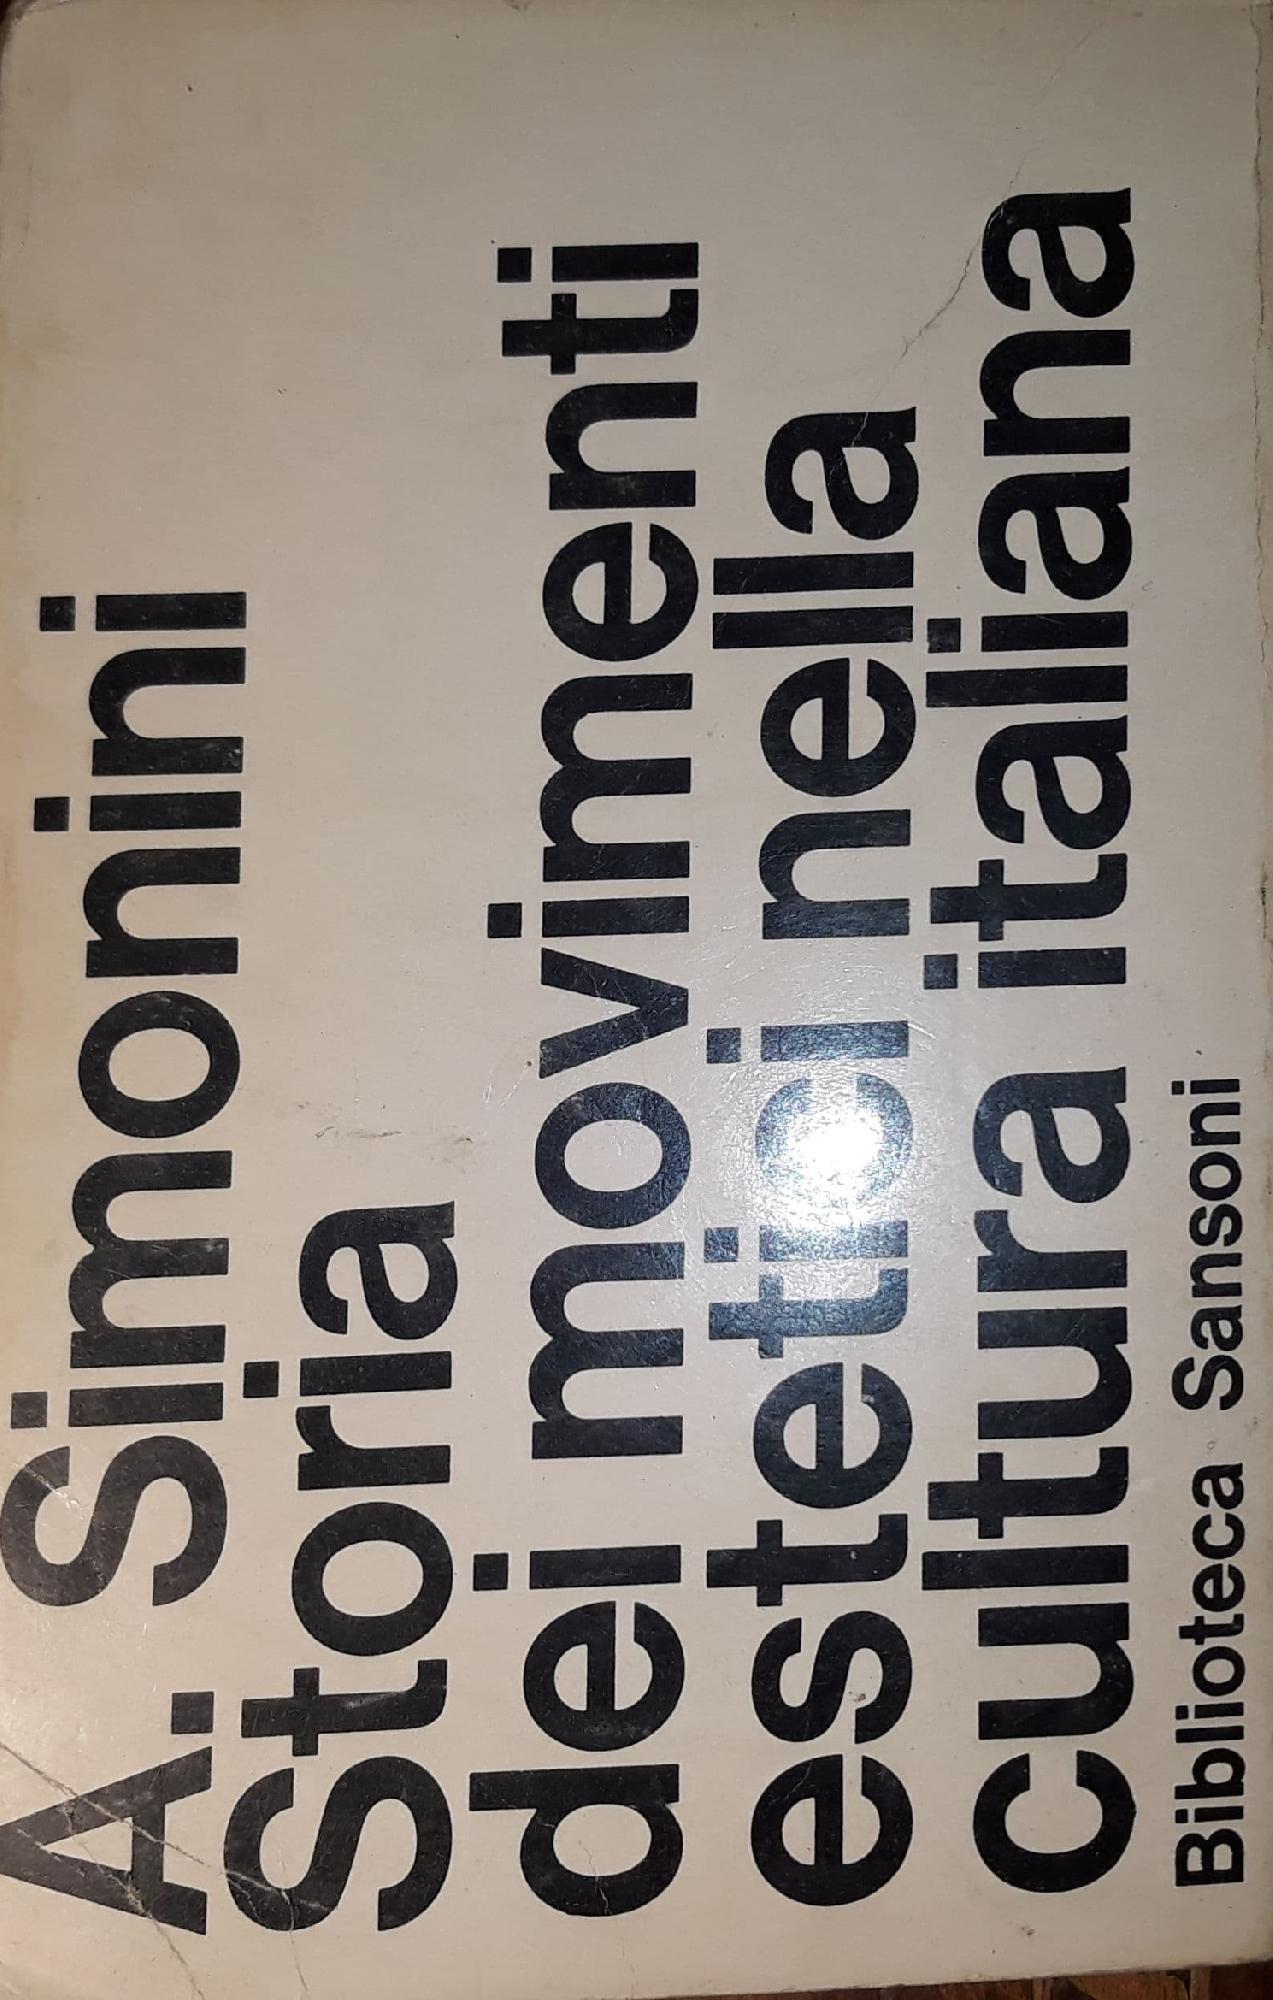 A. Simonini
Storia
dei movimenti
estetici nella
cultura italiana
Biblioteca Sansoni